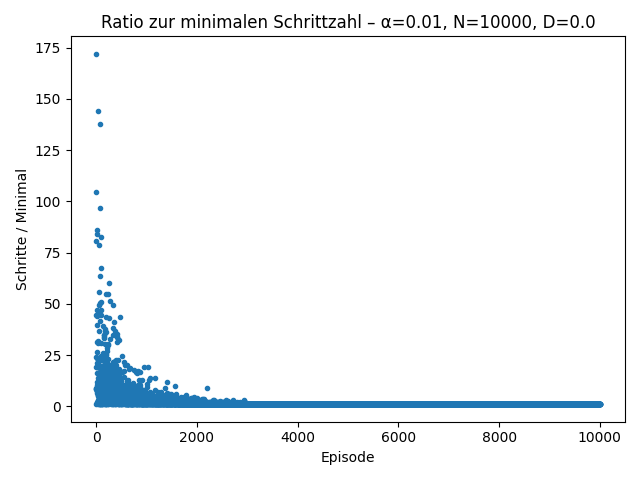 Ratio zur minimalen Schrittzahl – α=0.01, N=10000, D=0.0
Schritte / Minimal
175
150
125
100
75
50
25
0
0 2000 4000 6000 8000 10000
Episode